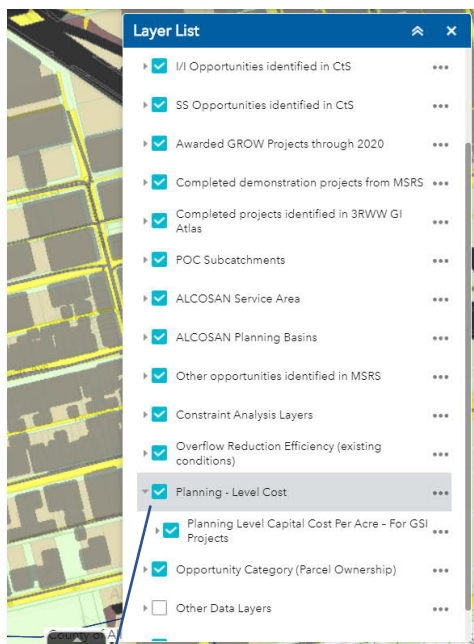 Layer List
I/I Opportunities identified in CtS
SS Opportunities identified in CtS
Awarded GROW Projects through 2020
Completed demonstration projects from MSRS
Completed projects identified in 3RWW GI
Atlas
POC Subcatchments
ALCOSAN Service Area
ALCOSAN Planning Basins
Other opportunities identified in MSRS
Constraint Analysis Layers
Overflow Reduction Efficiency (existing
conditions)
Planning - Level Cost
Planning Level Capital Cost Per Acre - For GSI
Projects
Opportunity Category (Parcel Ownership)
Other Data Layers
County of